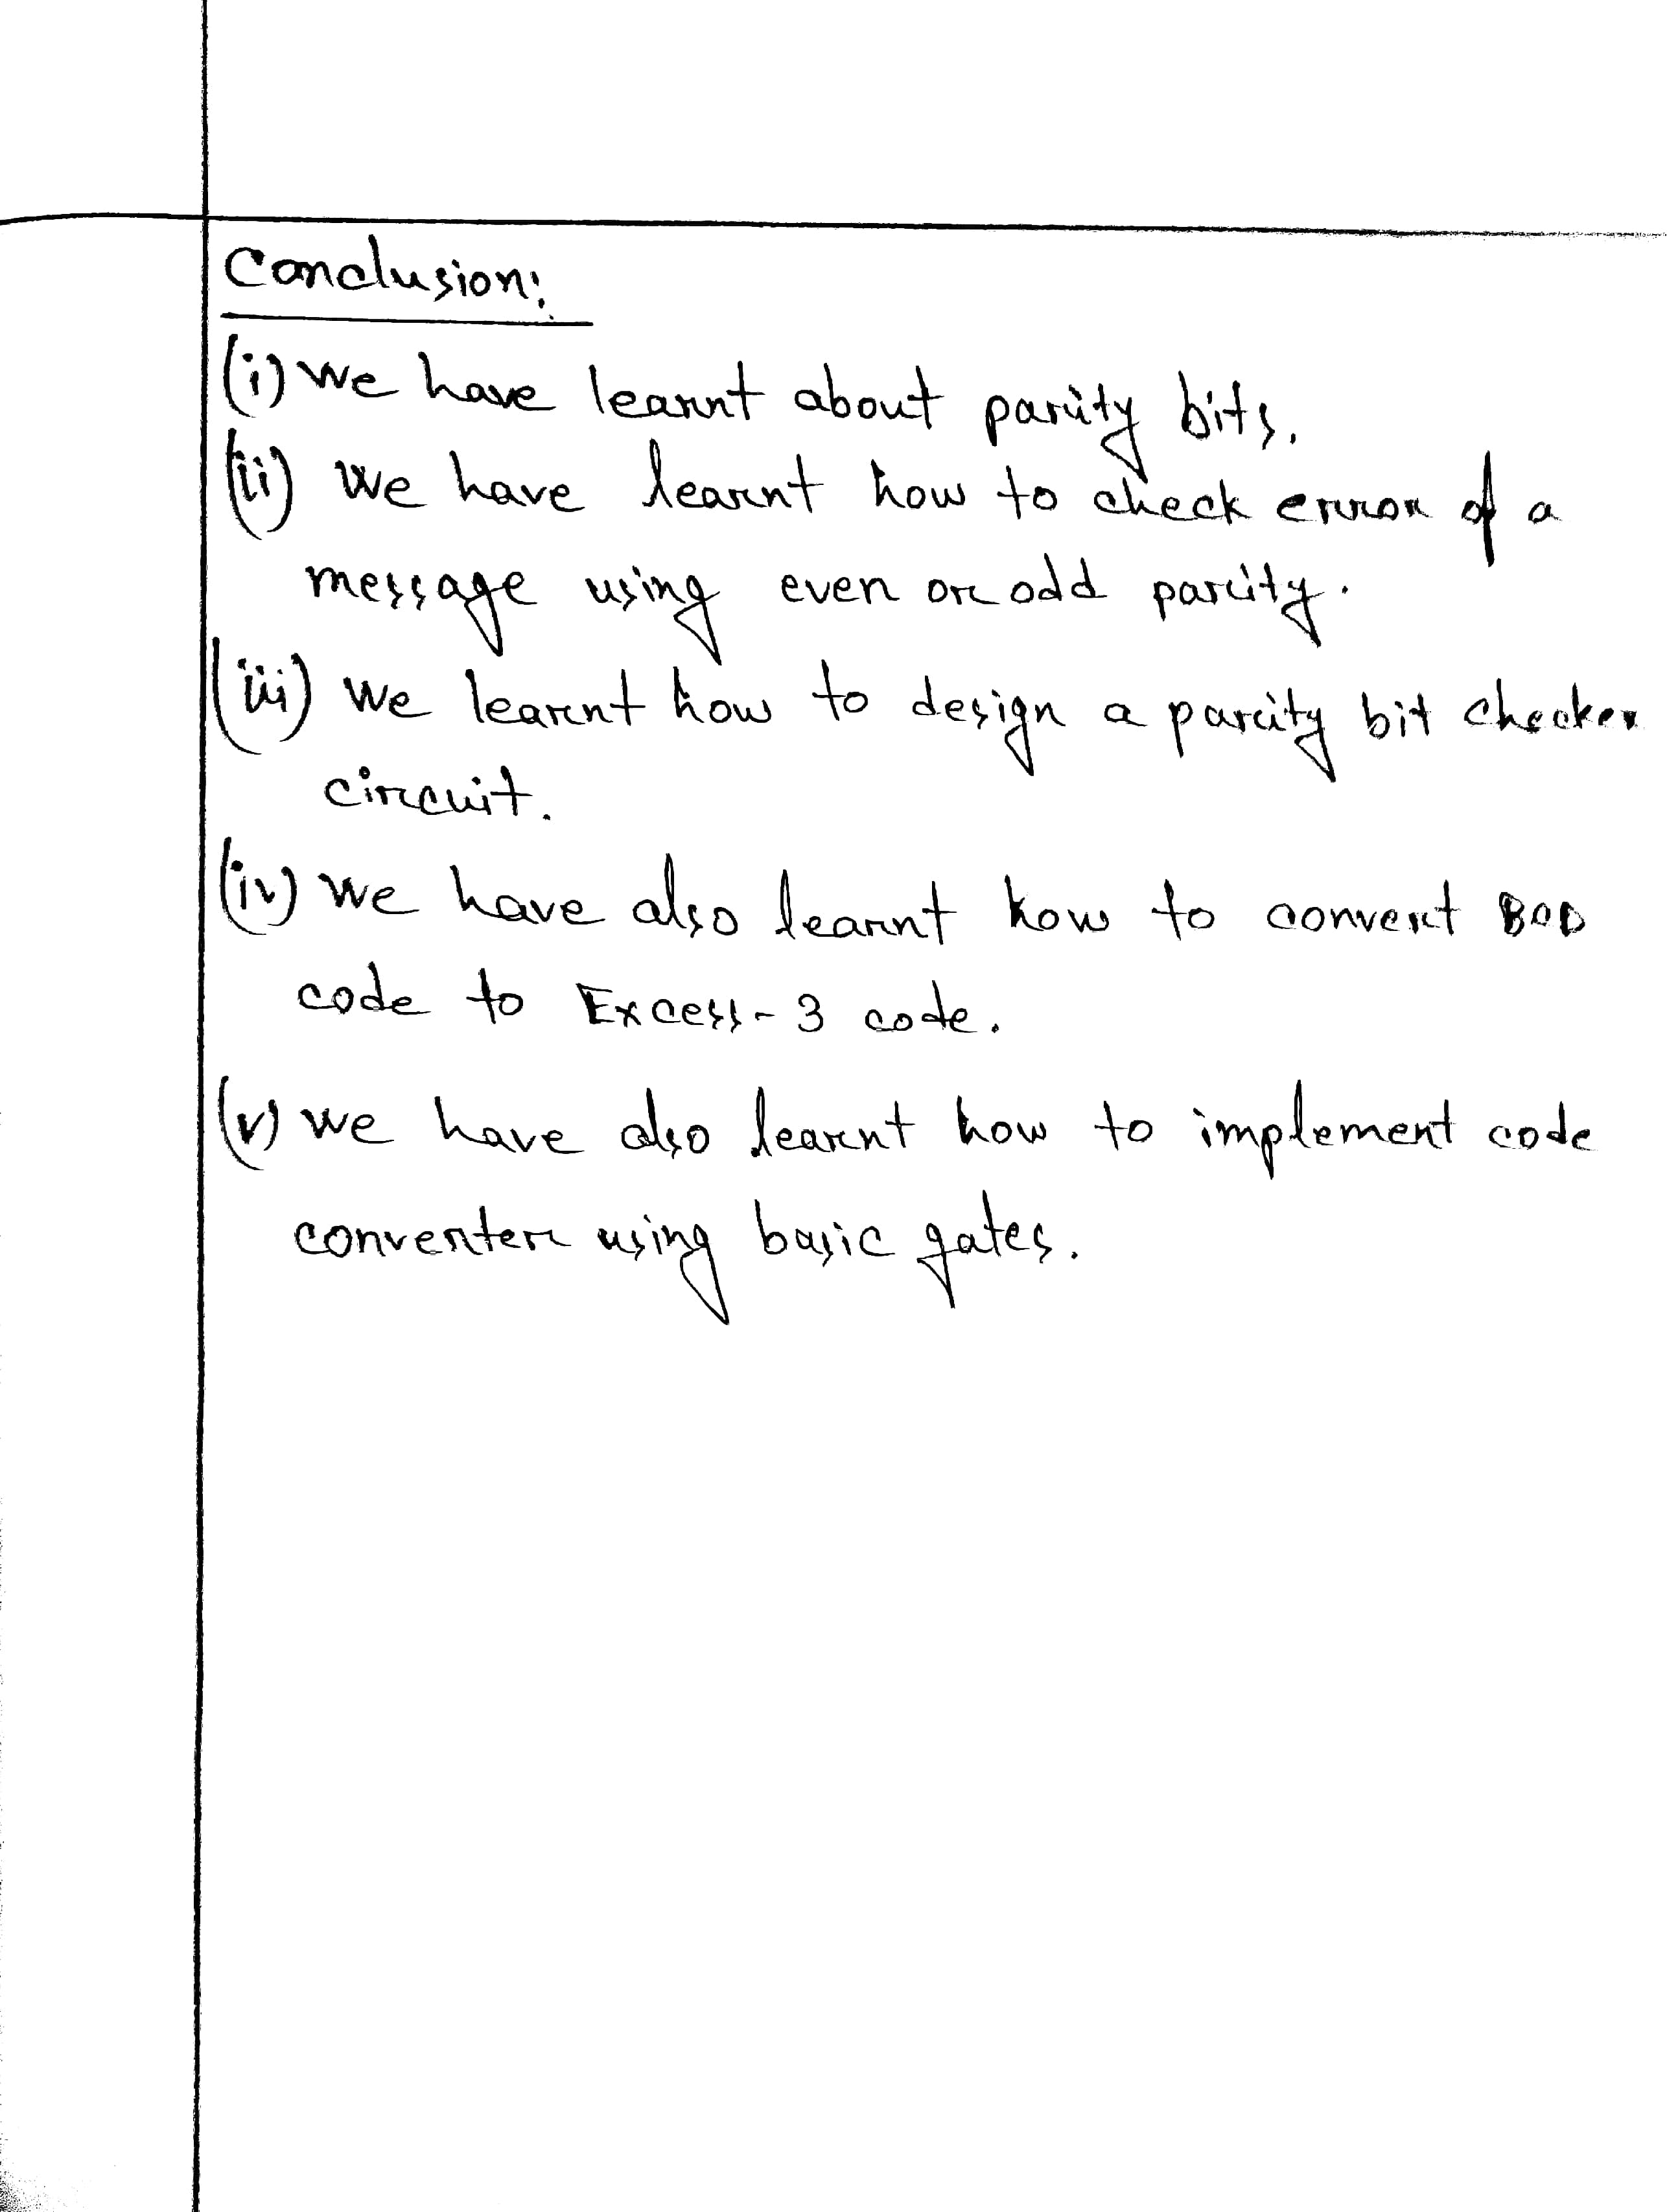 Conclusion:
(i) we have learnt about parity bits.
(ii) we have learnt how to check error of a
message using even or odd parity.
(iii) we learnt how to design a parity bit checker
circuit.
(iv) we have also learnt how to convert BCD
code to Excess-3 code.
(v) we have also learnt how to implement code
converter using basic gates.